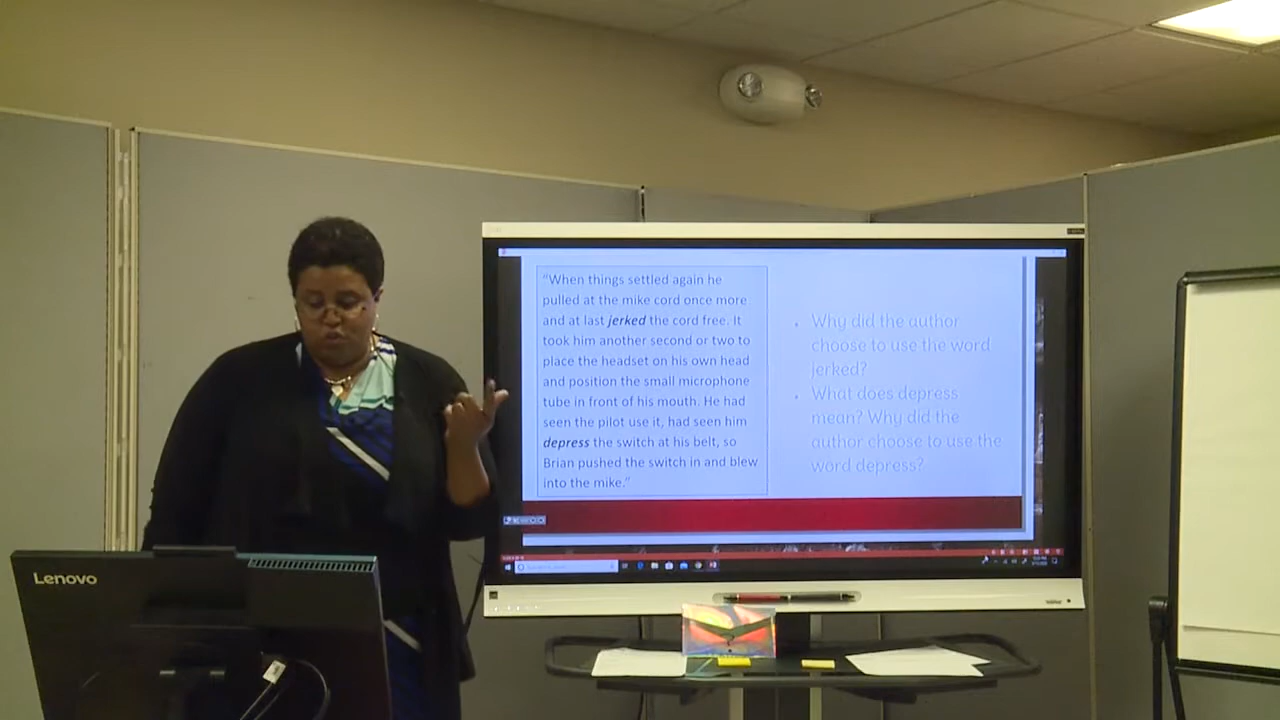 "When things settled again he
pulled at the mike cord once more
and at last jerked the cord free. It
took him another second or two to
place the headset on his own head
and position the small microphone
tube in front of his mouth. He had
seen the pilot use it, had seen him
depress the switch at his belt, so
Brian pushed the switch in and blew
into the mike."
Why did the author
choose to use the word
jerked?
What does depress
mean? Why did the
author choose to use the
word depress?
Lenovo